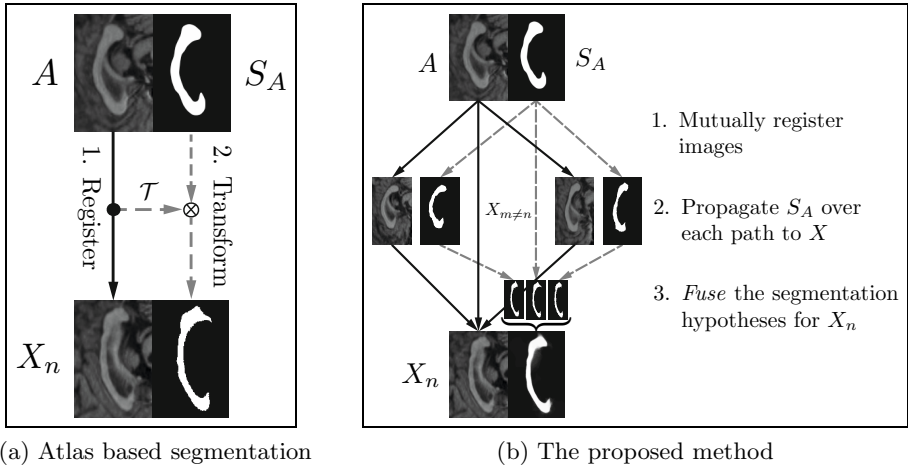 A
S_A
1. Register
2. Transform
𝒯
X_n
(a) Atlas based segmentation
A
S_A
X_{m≠n}
X_n
1. Mutually register
images
2. Propagate S_A over
each path to X
3. Fuse the segmentation
hypotheses for X_n
(b) The proposed method